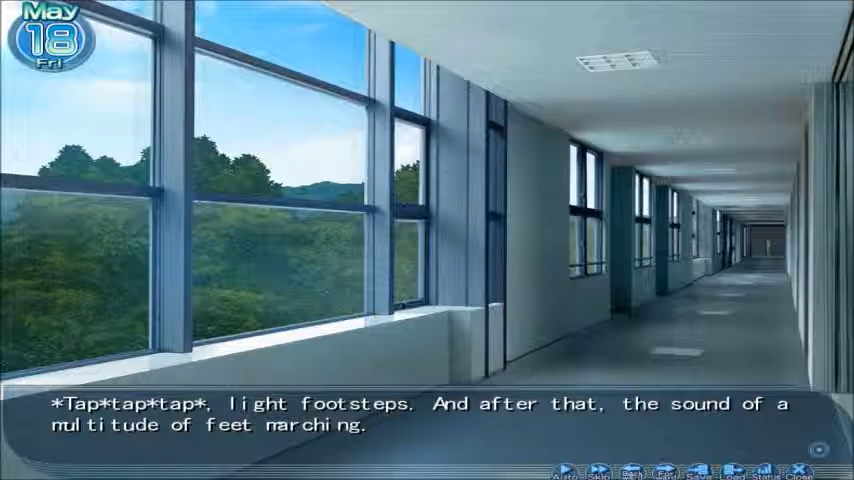 May
18
Fri
*Tap*tap*tap*, light footsteps. And after that, the sound of a
multitude of feet marching.
Auto Skip Back Save Load Status Close